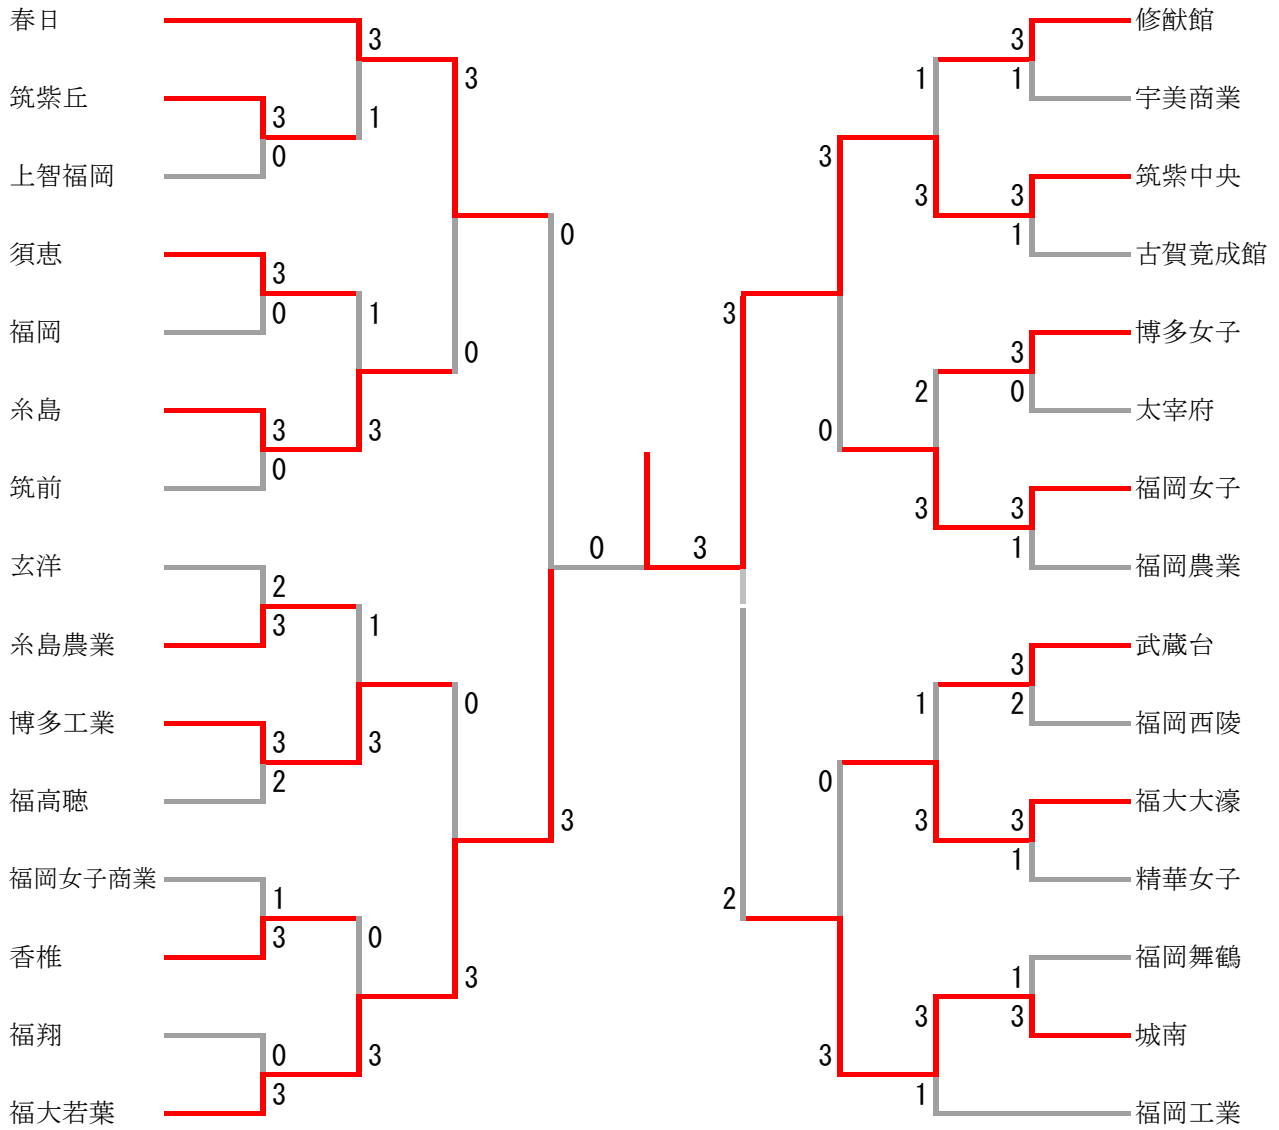 春日
3
3
筑紫丘
3
1
0
上智福岡
0
須恵
3
0
1
福岡
0
糸島
3
3
0
筑前
玄洋
2
3
1
糸島農業
0
博多工業
3
3
2
福高聴
3
福岡女子商業
1
3
0
香椎
3
福翔
0
3
3
福大若葉
0
3
修猷館
3
1
1
宇美商業
3
筑紫中央
3
3
1
古賀竟成館
3
博多女子
3
2
0
太宰府
0
福岡女子
3
3
1
福岡農業
武蔵台
3
1
2
福岡西陵
0
福大大濠
3
3
1
精華女子
2
福岡舞鶴
1
3
3
城南
3
1
福岡工業